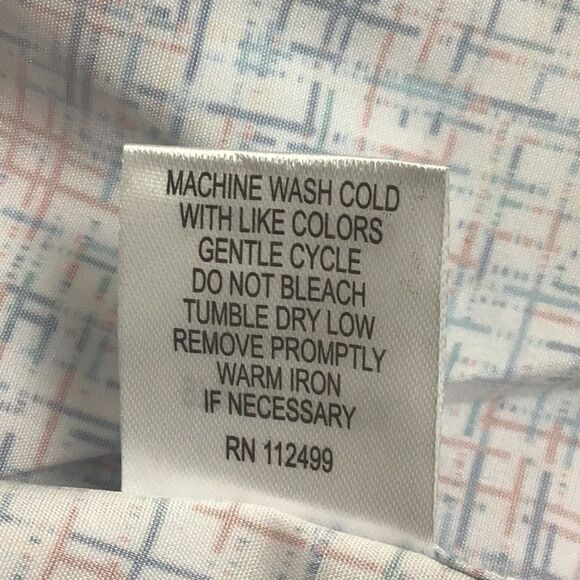 MACHINE WASH COLD
WITH LIKE COLORS
GENTLE CYCLE
DO NOT BLEACH
TUMBLE DRY LOW
REMOVE PROMPTLY
WARM IRON
IF NECESSARY
RN 112499